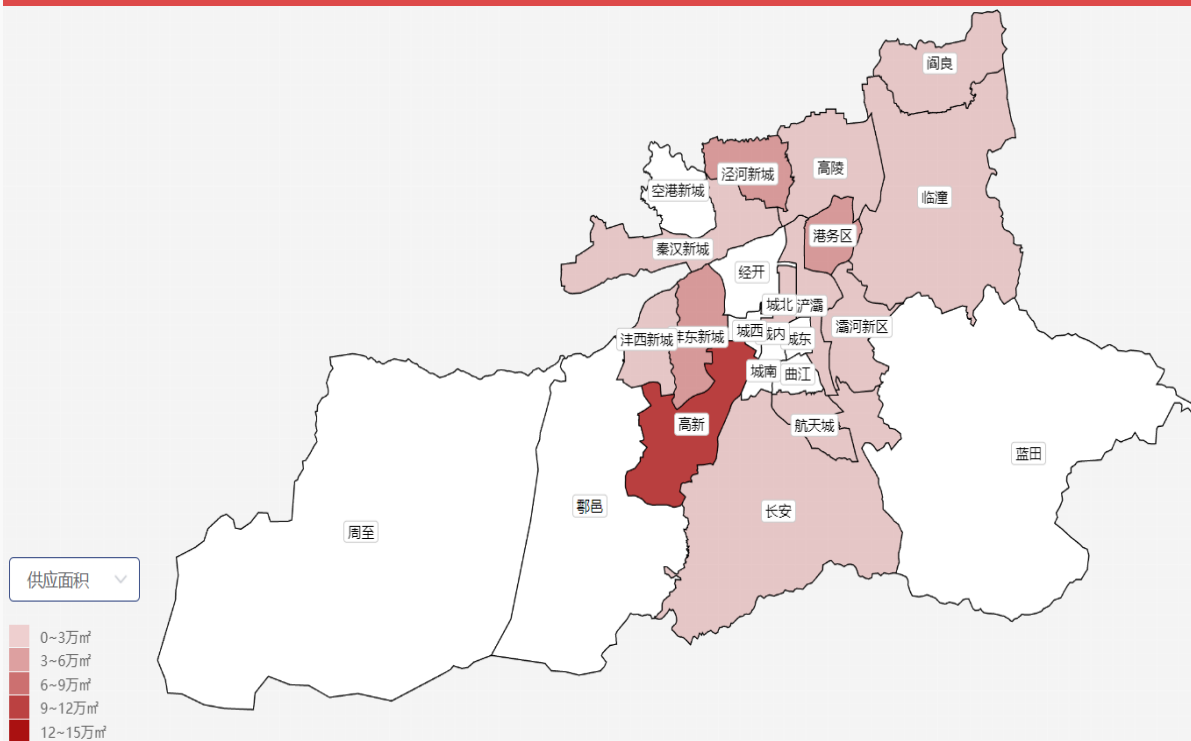 阎良
高陵
泾河新城
空港新城
临潼
港务区
秦汉新城
经开
城北
浐灞
灞河新区
城西
城内
城东
沣西新城
沣东新城
城南
曲江
高新
航天城
蓝田
鄠邑
长安
周至
供应面积
0~3万㎡
3~6万㎡
6~9万㎡
9~12万㎡
12~15万㎡